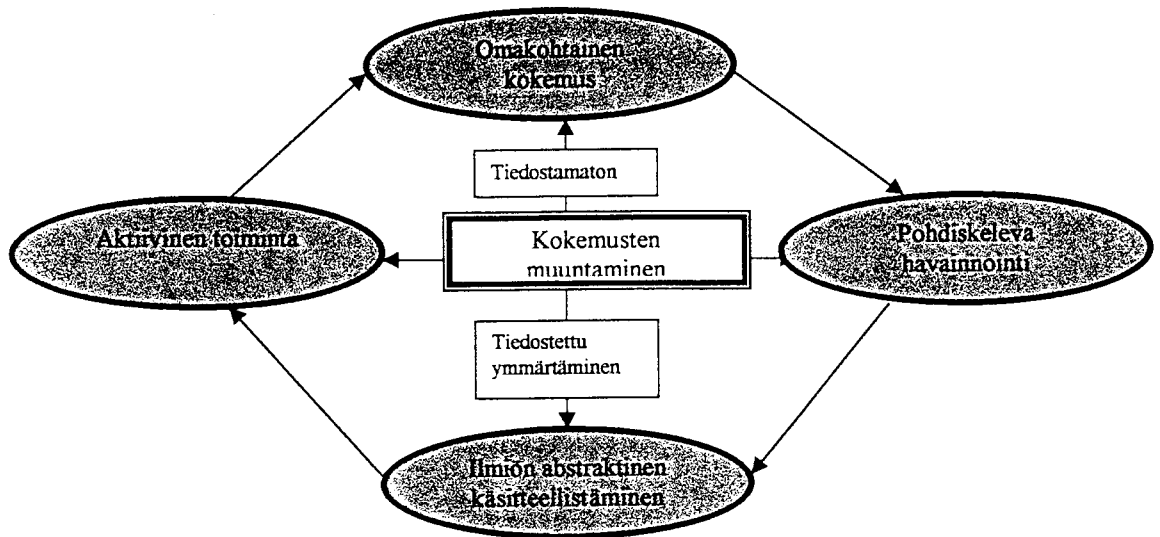 Omakohtainen
kokemus
Tiedostamaton
Aktiivinen toiminta
Kokemusten
muuntaminen
Pohdiskeleva
havainnointi
Tiedostettu
ymmärtäminen
Ilmiön abstraktinen
käsitteellistäminen